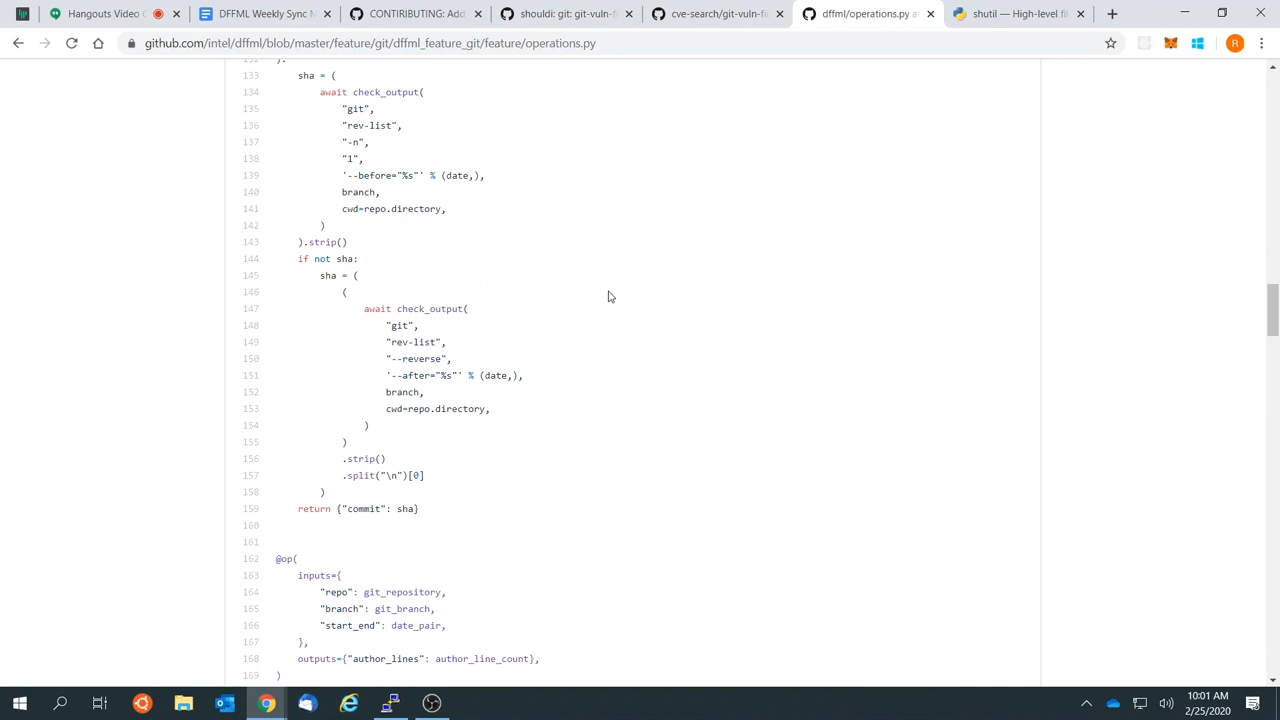 Hangouts Video C
DFFML Weekly Sync M
CONTIRIBUTING: Add
shouldi: git: git-vuln-f
cve-search/git-vuln-fi
dffml/operations.py a
shutil — High-level fi
github.com/intel/dffml/blob/master/feature/git/dffml_feature_git/feature/operations.py
R
132 ):
133 sha = (
134 await check_output(
135 "git",
136 "rev-list",
137 "-n",
138 "1",
139 '--before="%s"' % (date,),
140 branch,
141 cwd=repo.directory,
142 )
143 ).strip()
144 if not sha:
145 sha = (
146 (
147 await check_output(
148 "git",
149 "rev-list",
150 "--reverse",
151 '--after="%s"' % (date,),
152 branch,
153 cwd=repo.directory,
154 )
155 )
156 .strip()
157 .split("\n")[0]
158 )
159 return {"commit": sha}
160
161
162 @op(
163 inputs={
164 "repo": git_repository,
165 "branch": git_branch,
166 "start_end": date_pair,
167 },
168 outputs={"author_lines": author_line_count},
169 )
10:01 AM
2/25/2020